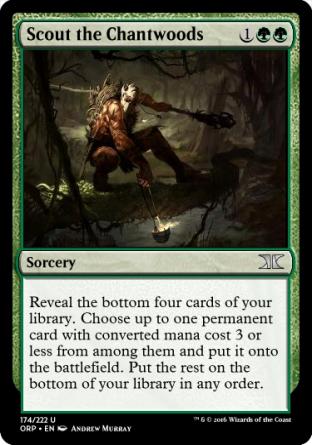 Scout the Chantwoods 1
Sorcery
Reveal the bottom four cards of your
library. Choose up to one permanent
card with converted mana cost 3 or
less from among them and put it onto
the battlefield. Put the rest on the
bottom of your library in any order.
174/222 U
ORP • EN Andrew Murray ™ & © 2016 Wizards of the Coast